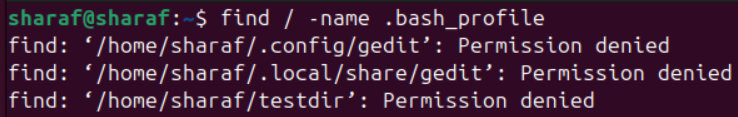 sharaf@sharaf:~$ find / -name .bash_profile
find: ‘/home/sharaf/.config/gedit’: Permission denied
find: ‘/home/sharaf/.local/share/gedit’: Permission denied
find: ‘/home/sharaf/testdir’: Permission denied